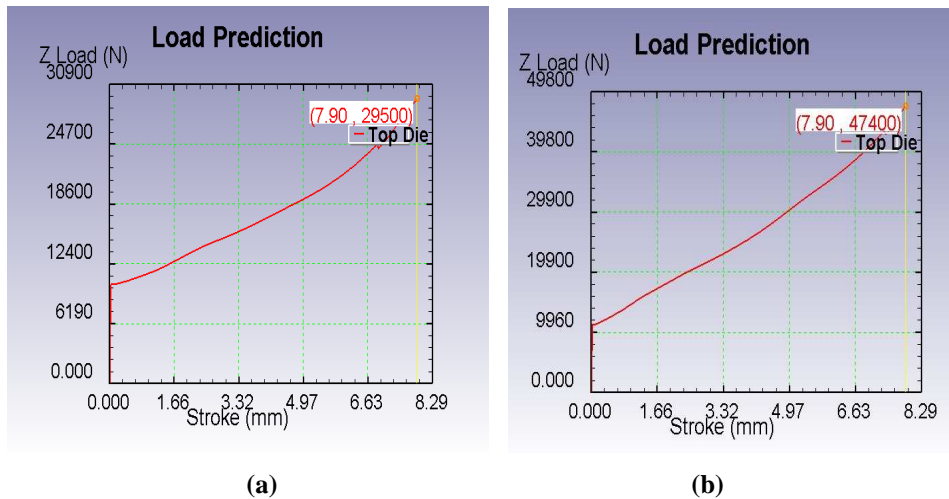 Load Prediction
Z Load (N)
30900
(7.90 , 29500)
Top Die
24700
18600
12400
6190
0.000
0.000 1.66 3.32 4.97 6.63 8.29
Stroke (mm)
(a)
Load Prediction
Z Load (N)
49800
(7.90 , 47400)
Top Die
39800
29900
19900
9960
0.000
0.000 1.66 3.32 4.97 6.63 8.29
Stroke (mm)
(b)